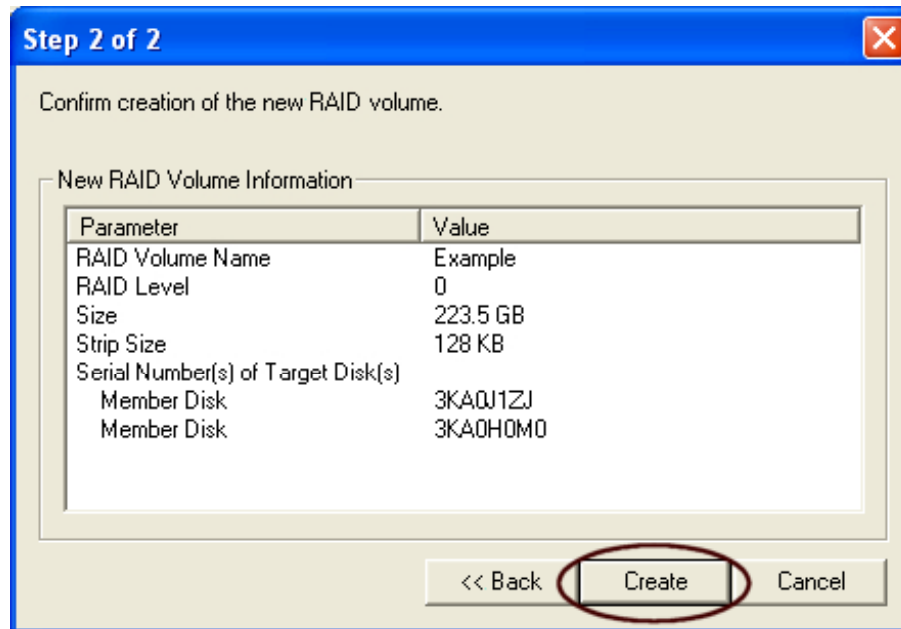 Step 2 of 2
Confirm creation of the new RAID volume.
New RAID Volume Information
Parameter Value
RAID Volume Name Example
RAID Level 0
Size 223.5 GB
Strip Size 128 KB
Serial Number(s) of Target Disk(s)
Member Disk 3KA0J1ZJ
Member Disk 3KA0H0M0
<< Back Create Cancel